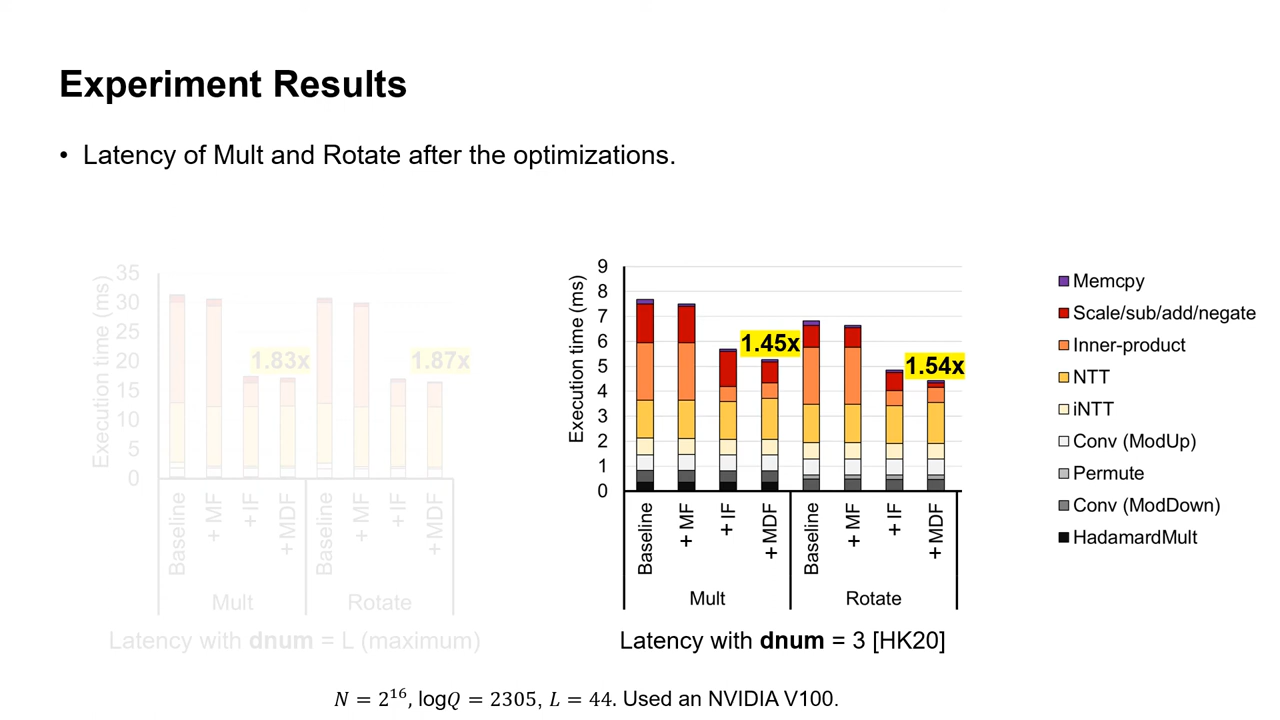 Experiment Results
• Latency of Mult and Rotate after the optimizations.
Execution time (ms)
35
30
25
20
15
10
5
0
1.83x
1.87x
Baseline
+ MF
+ IF
+ MDF
Baseline
+ MF
+ IF
+ MDF
Mult
Rotate
Latency with dnum = L (maximum)
Execution time (ms)
9
8
7
6
5
4
3
2
1
0
1.45x
1.54x
Baseline
+ MF
+ IF
+ MDF
Baseline
+ MF
+ IF
+ MDF
Mult
Rotate
Latency with dnum = 3 [HK20]
Memcpy
Scale/sub/add/negate
Inner-product
NTT
iNTT
Conv (ModUp)
Permute
Conv (ModDown)
HadamardMult
N = 2¹⁶, logQ = 2305, L = 44. Used an NVIDIA V100.